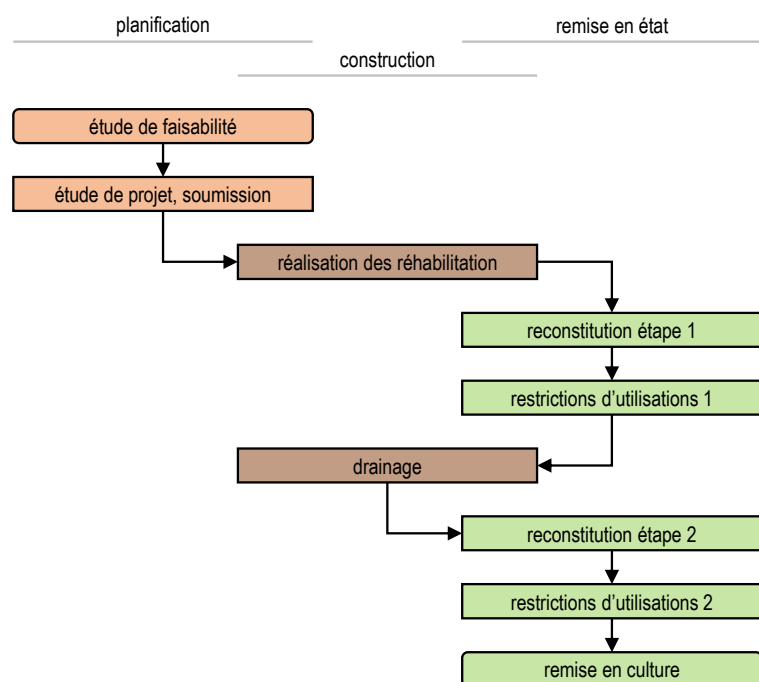 planification
remise en état
construction
étude de faisabilité
étude de projet, soumission
réalisation des réhabilitation
reconstitution étape 1
restrictions d’utilisations 1
drainage
reconstitution étape 2
restrictions d’utilisations 2
remise en culture